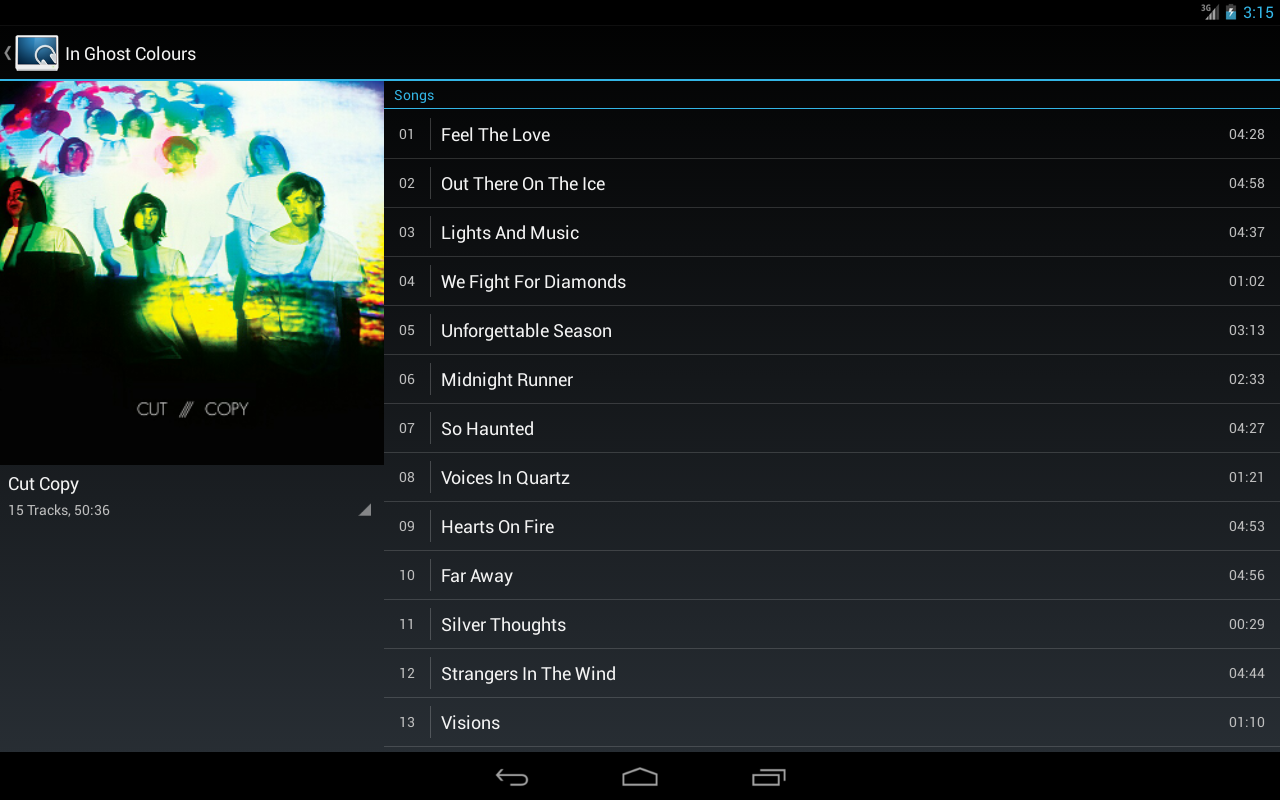 3G 3:15
In Ghost Colours
CUT /// COPY
Cut Copy
15 Tracks, 50:36
Songs
01 Feel The Love 04:28
02 Out There On The Ice 04:58
03 Lights And Music 04:37
04 We Fight For Diamonds 01:02
05 Unforgettable Season 03:13
06 Midnight Runner 02:33
07 So Haunted 04:27
08 Voices In Quartz 01:21
09 Hearts On Fire 04:53
10 Far Away 04:56
11 Silver Thoughts 00:29
12 Strangers In The Wind 04:44
13 Visions 01:10